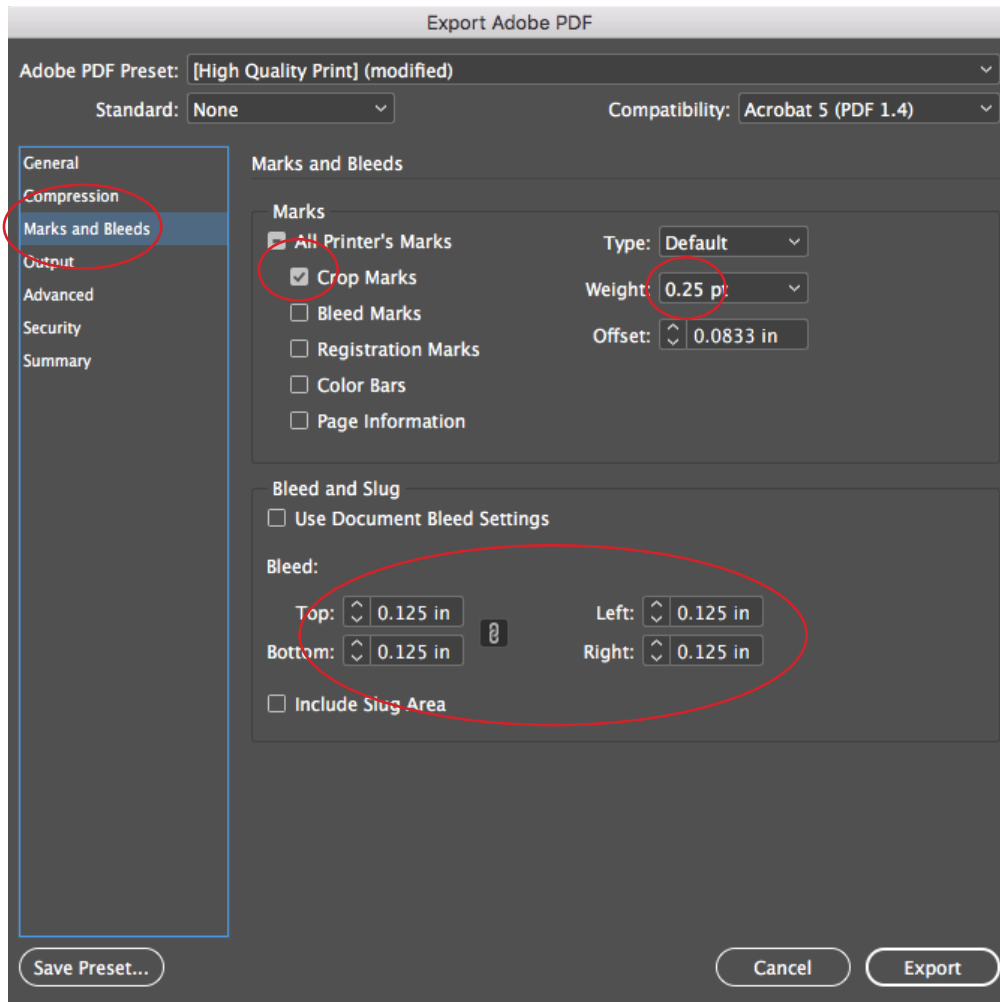 Export Adobe PDF
Adobe PDF Preset: [High Quality Print] (modified)
Standard: None Compatibility: Acrobat 5 (PDF 1.4)
General
Compression
Marks and Bleeds
Output
Advanced
Security
Summary
Marks and Bleeds
Marks
All Printer's Marks
Crop Marks
Bleed Marks
Registration Marks
Color Bars
Page Information
Type: Default
Weight: 0.25 pt
Offset: 0.0833 in
Bleed and Slug
Use Document Bleed Settings
Bleed:
Top: 0.125 in Left: 0.125 in
Bottom: 0.125 in Right: 0.125 in
Include Slug Area
Save Preset... Cancel Export